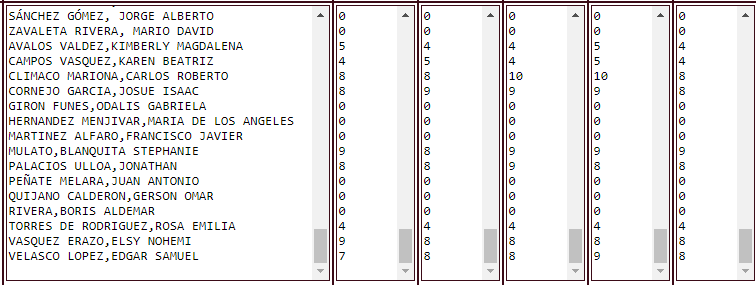 SÁNCHEZ GÓMEZ, JORGE ALBERTO 0 0 0 0 0
ZAVALETA RIVERA, MARIO DAVID 0 0 0 0 0
AVALOS VALDEZ,KIMBERLY MAGDALENA 5 4 4 5 4
CAMPOS VASQUEZ,KAREN BEATRIZ 4 5 4 5 4
CLIMACO MARIONA,CARLOS ROBERTO 8 8 10 10 8
CORNEJO GARCIA,JOSUE ISAAC 8 9 9 9 8
GIRON FUNES,ODALIS GABRIELA 0 0 0 0 0
HERNANDEZ MENJIVAR,MARIA DE LOS ANGELES 0 0 0 0 0
MARTINEZ ALFARO,FRANCISCO JAVIER 0 0 0 0 0
MULATO,BLANQUITA STEPHANIE 9 8 9 9 8
PALACIOS ULLOA,JONATHAN 8 8 9 8 8
PEÑATE MELARA,JUAN ANTONIO 0 0 0 0 0
QUIJANO CALDERON,GERSON OMAR 0 0 0 0 0
RIVERA,BORIS ALDEMAR 0 0 0 0 0
TORRES DE RODRIGUEZ,ROSA EMILIA 4 4 4 4 4
VASQUEZ ERAZO,ELSY NOHEMI 9 8 8 8 8
VELASCO LOPEZ,EDGAR SAMUEL 7 8 8 9 8